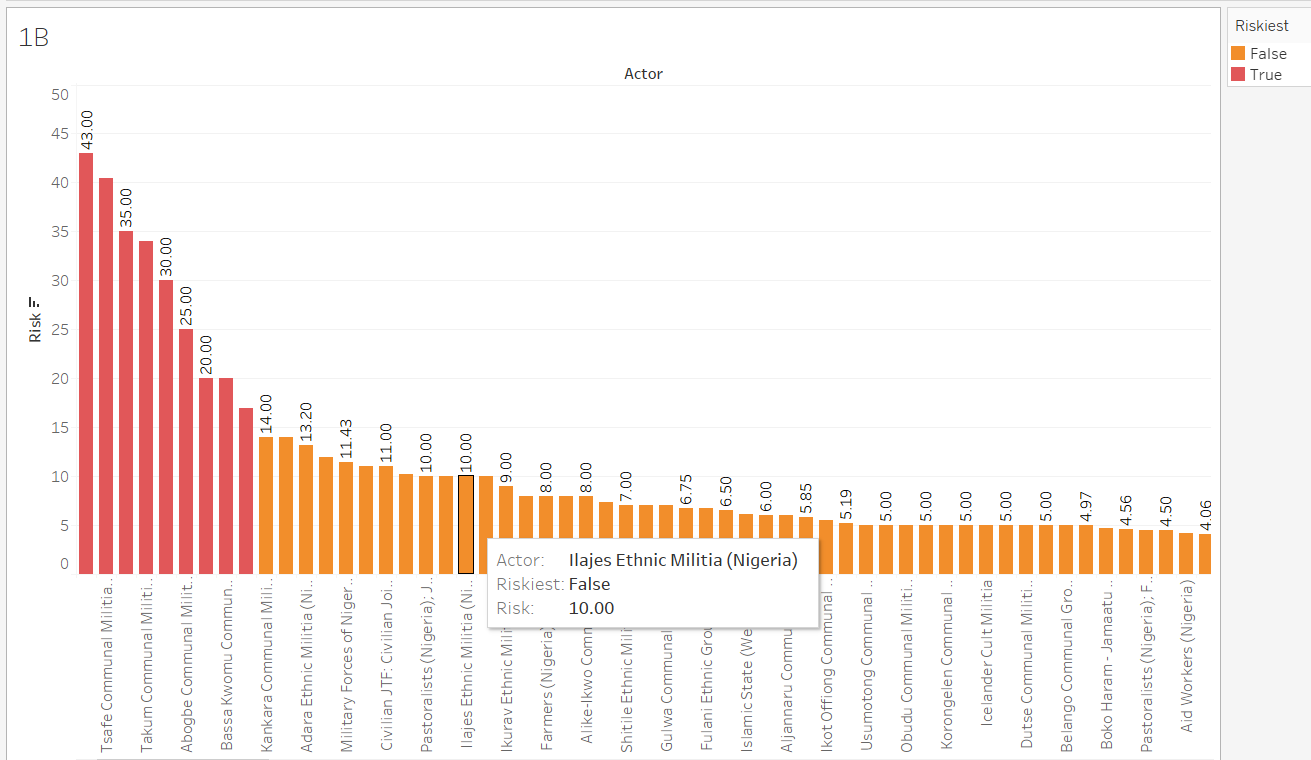 1B
Riskiest
False
True
Actor
50
45
40
35
30
25
20
15
10
5
0
Risk
43.00
35.00
30.00
25.00
20.00
14.00
13.20
11.43
11.00
10.00
10.00
9.00
8.00
8.00
7.00
6.75
6.50
6.00
5.85
5.19
5.00
5.00
5.00
5.00
5.00
4.97
4.56
4.50
4.06
Actor: Ilajes Ethnic Militia (Nigeria)
Riskiest: False
Risk: 10.00
Tsafe Communal Militia..
Takum Communal Militi..
Abogbe Communal Milit..
Bassa Kwomu Commun..
Kankara Communal Mili..
Adara Ethnic Militia (Ni..
Military Forces of Niger..
Civilian JTF: Civilian Joi..
Pastoralists (Nigeria); J..
Ilajes Ethnic Militia (Ni..
Ikurav Ethnic Mili
Farmers (Nigeria)
Alike-Ikwo Comm
Shitile Ethnic Mili
Gulwa Communal
Fulani Ethnic Grou
Islamic State (We
Aljannaru Commu
Ikot Offiong Communal ..
Usumotong Communal ..
Obudu Communal Militi..
Korongelen Communal ..
Icelander Cult Militia
Dutse Communal Militi..
Belango Communal Gro..
Boko Haram - Jamaatu ..
Pastoralists (Nigeria); F..
Aid Workers (Nigeria)